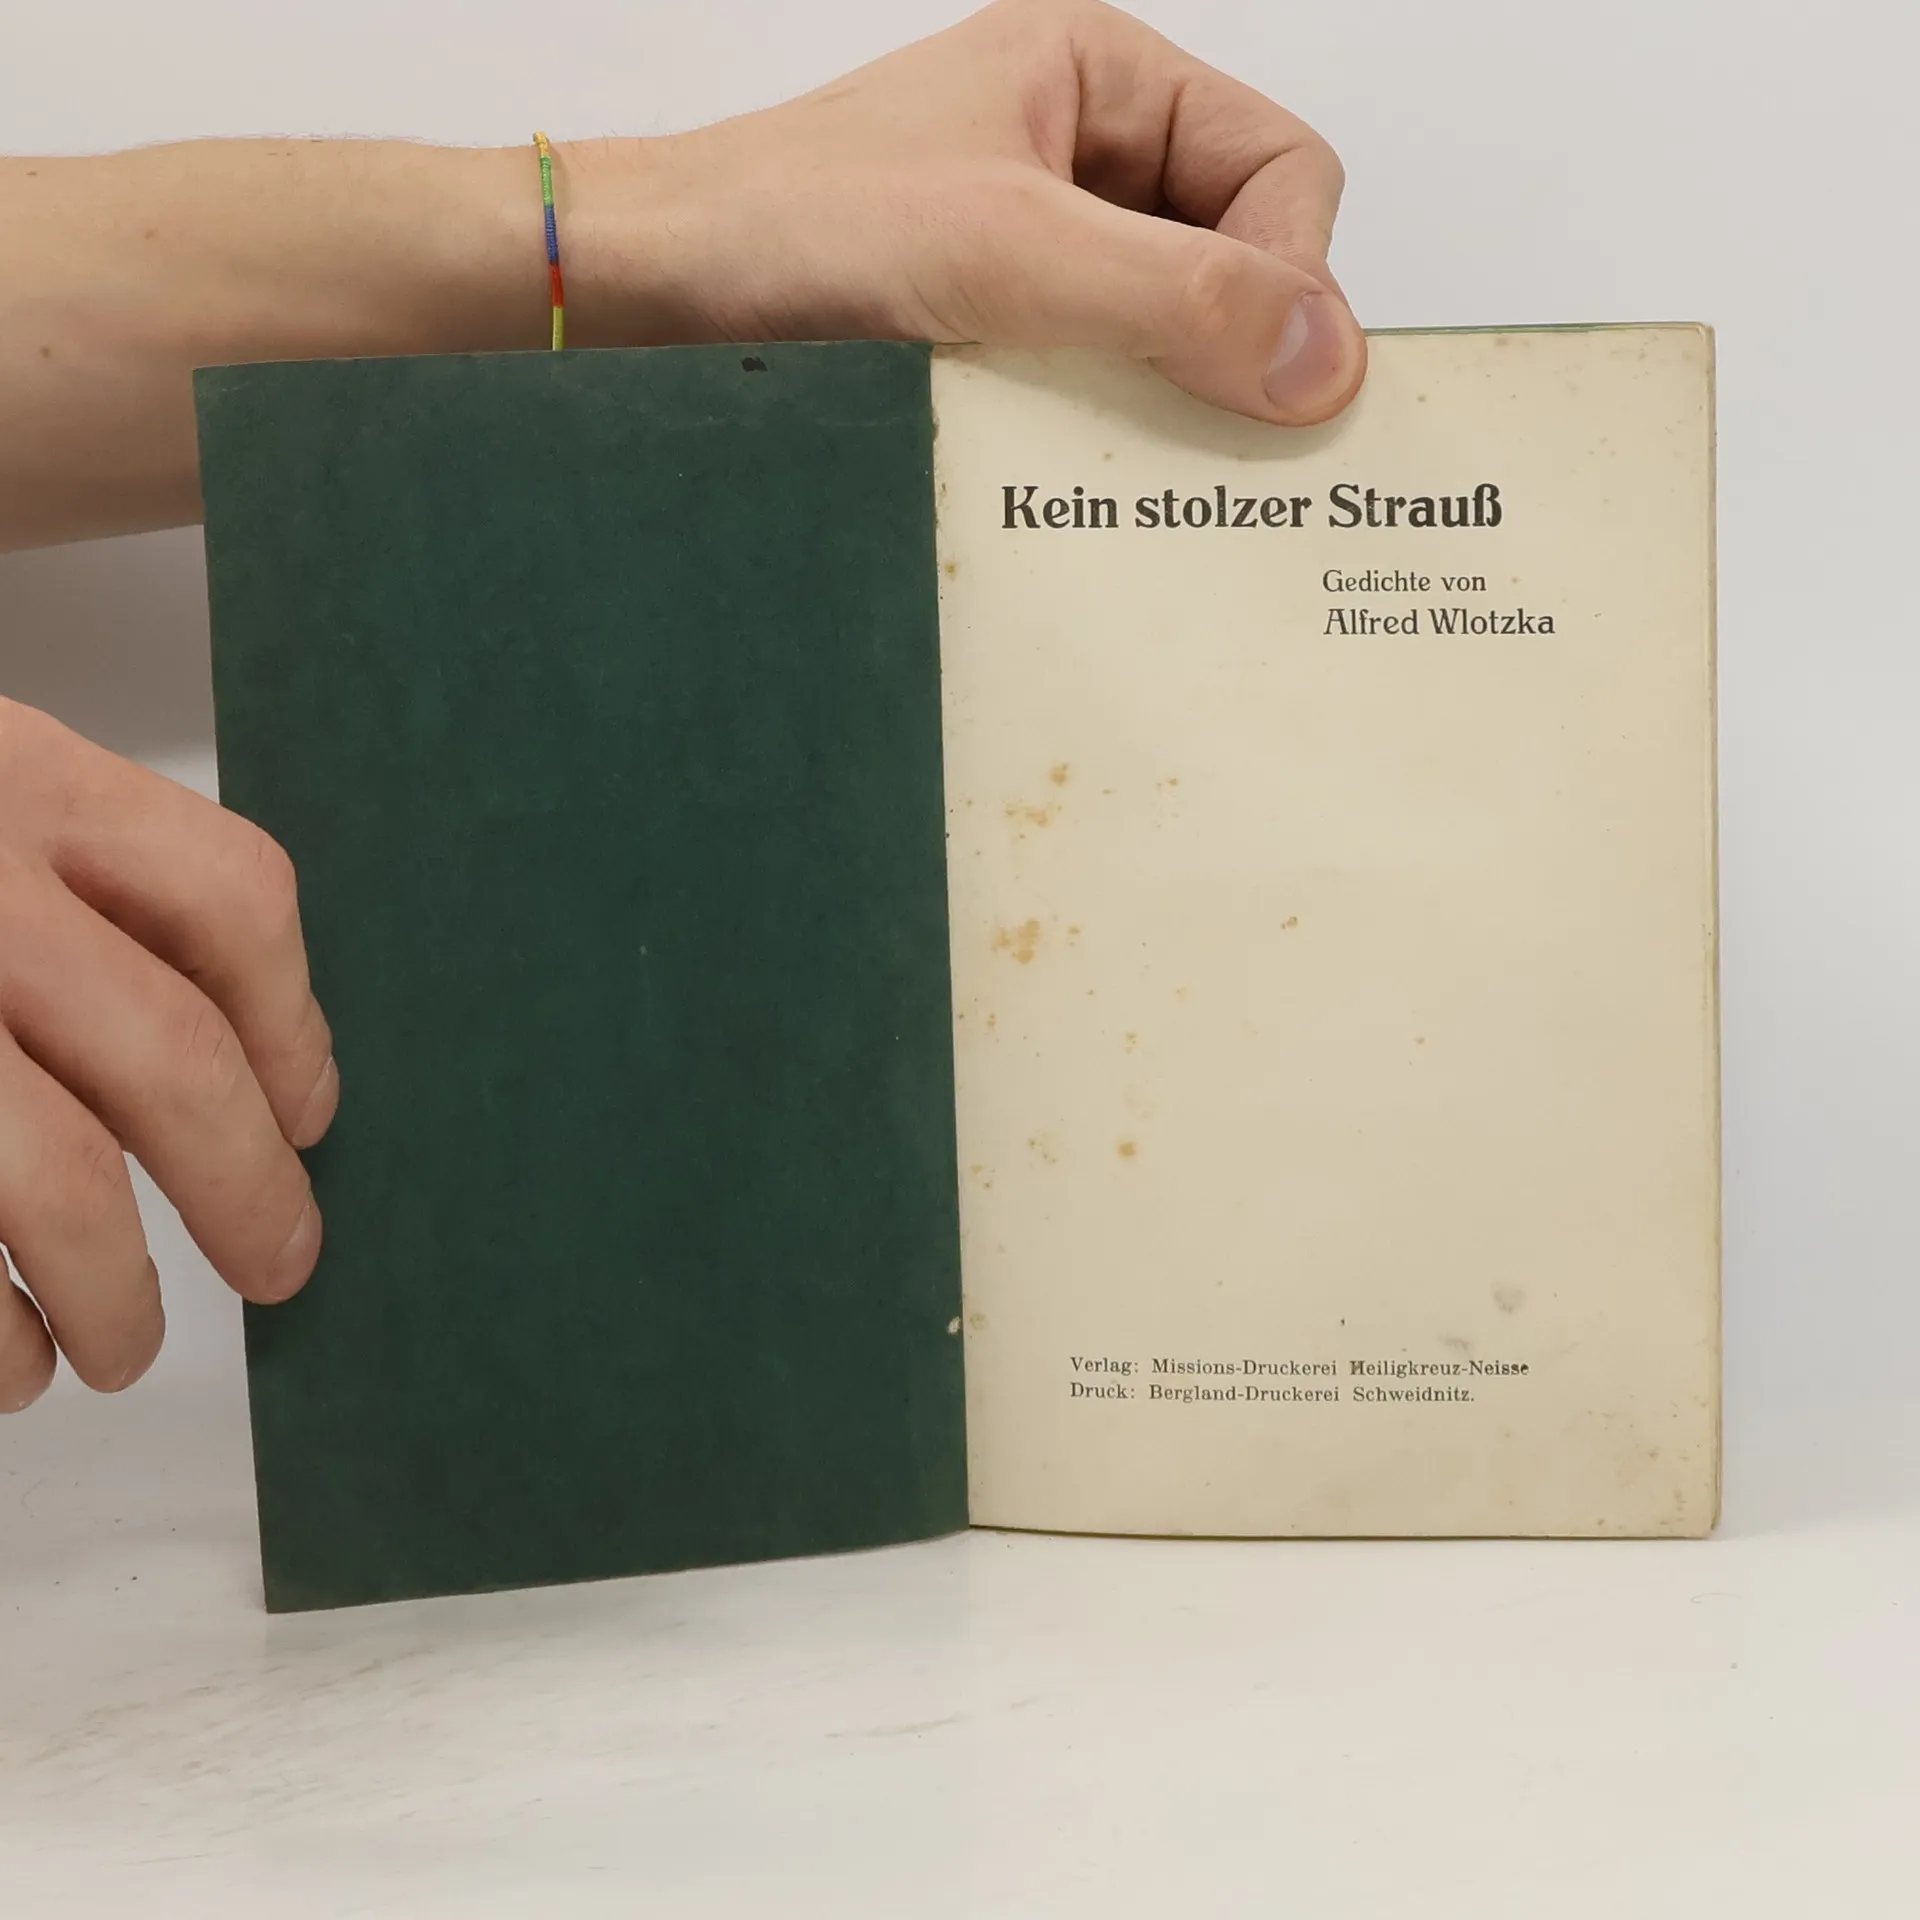 Kein stolzer Strauß
Gedichte von
Alfred Wlotzka
Verlag: Missions-Druckerei Heiligkreuz-Neisse
Druck: Bergland-Druckerei Schweidnitz.